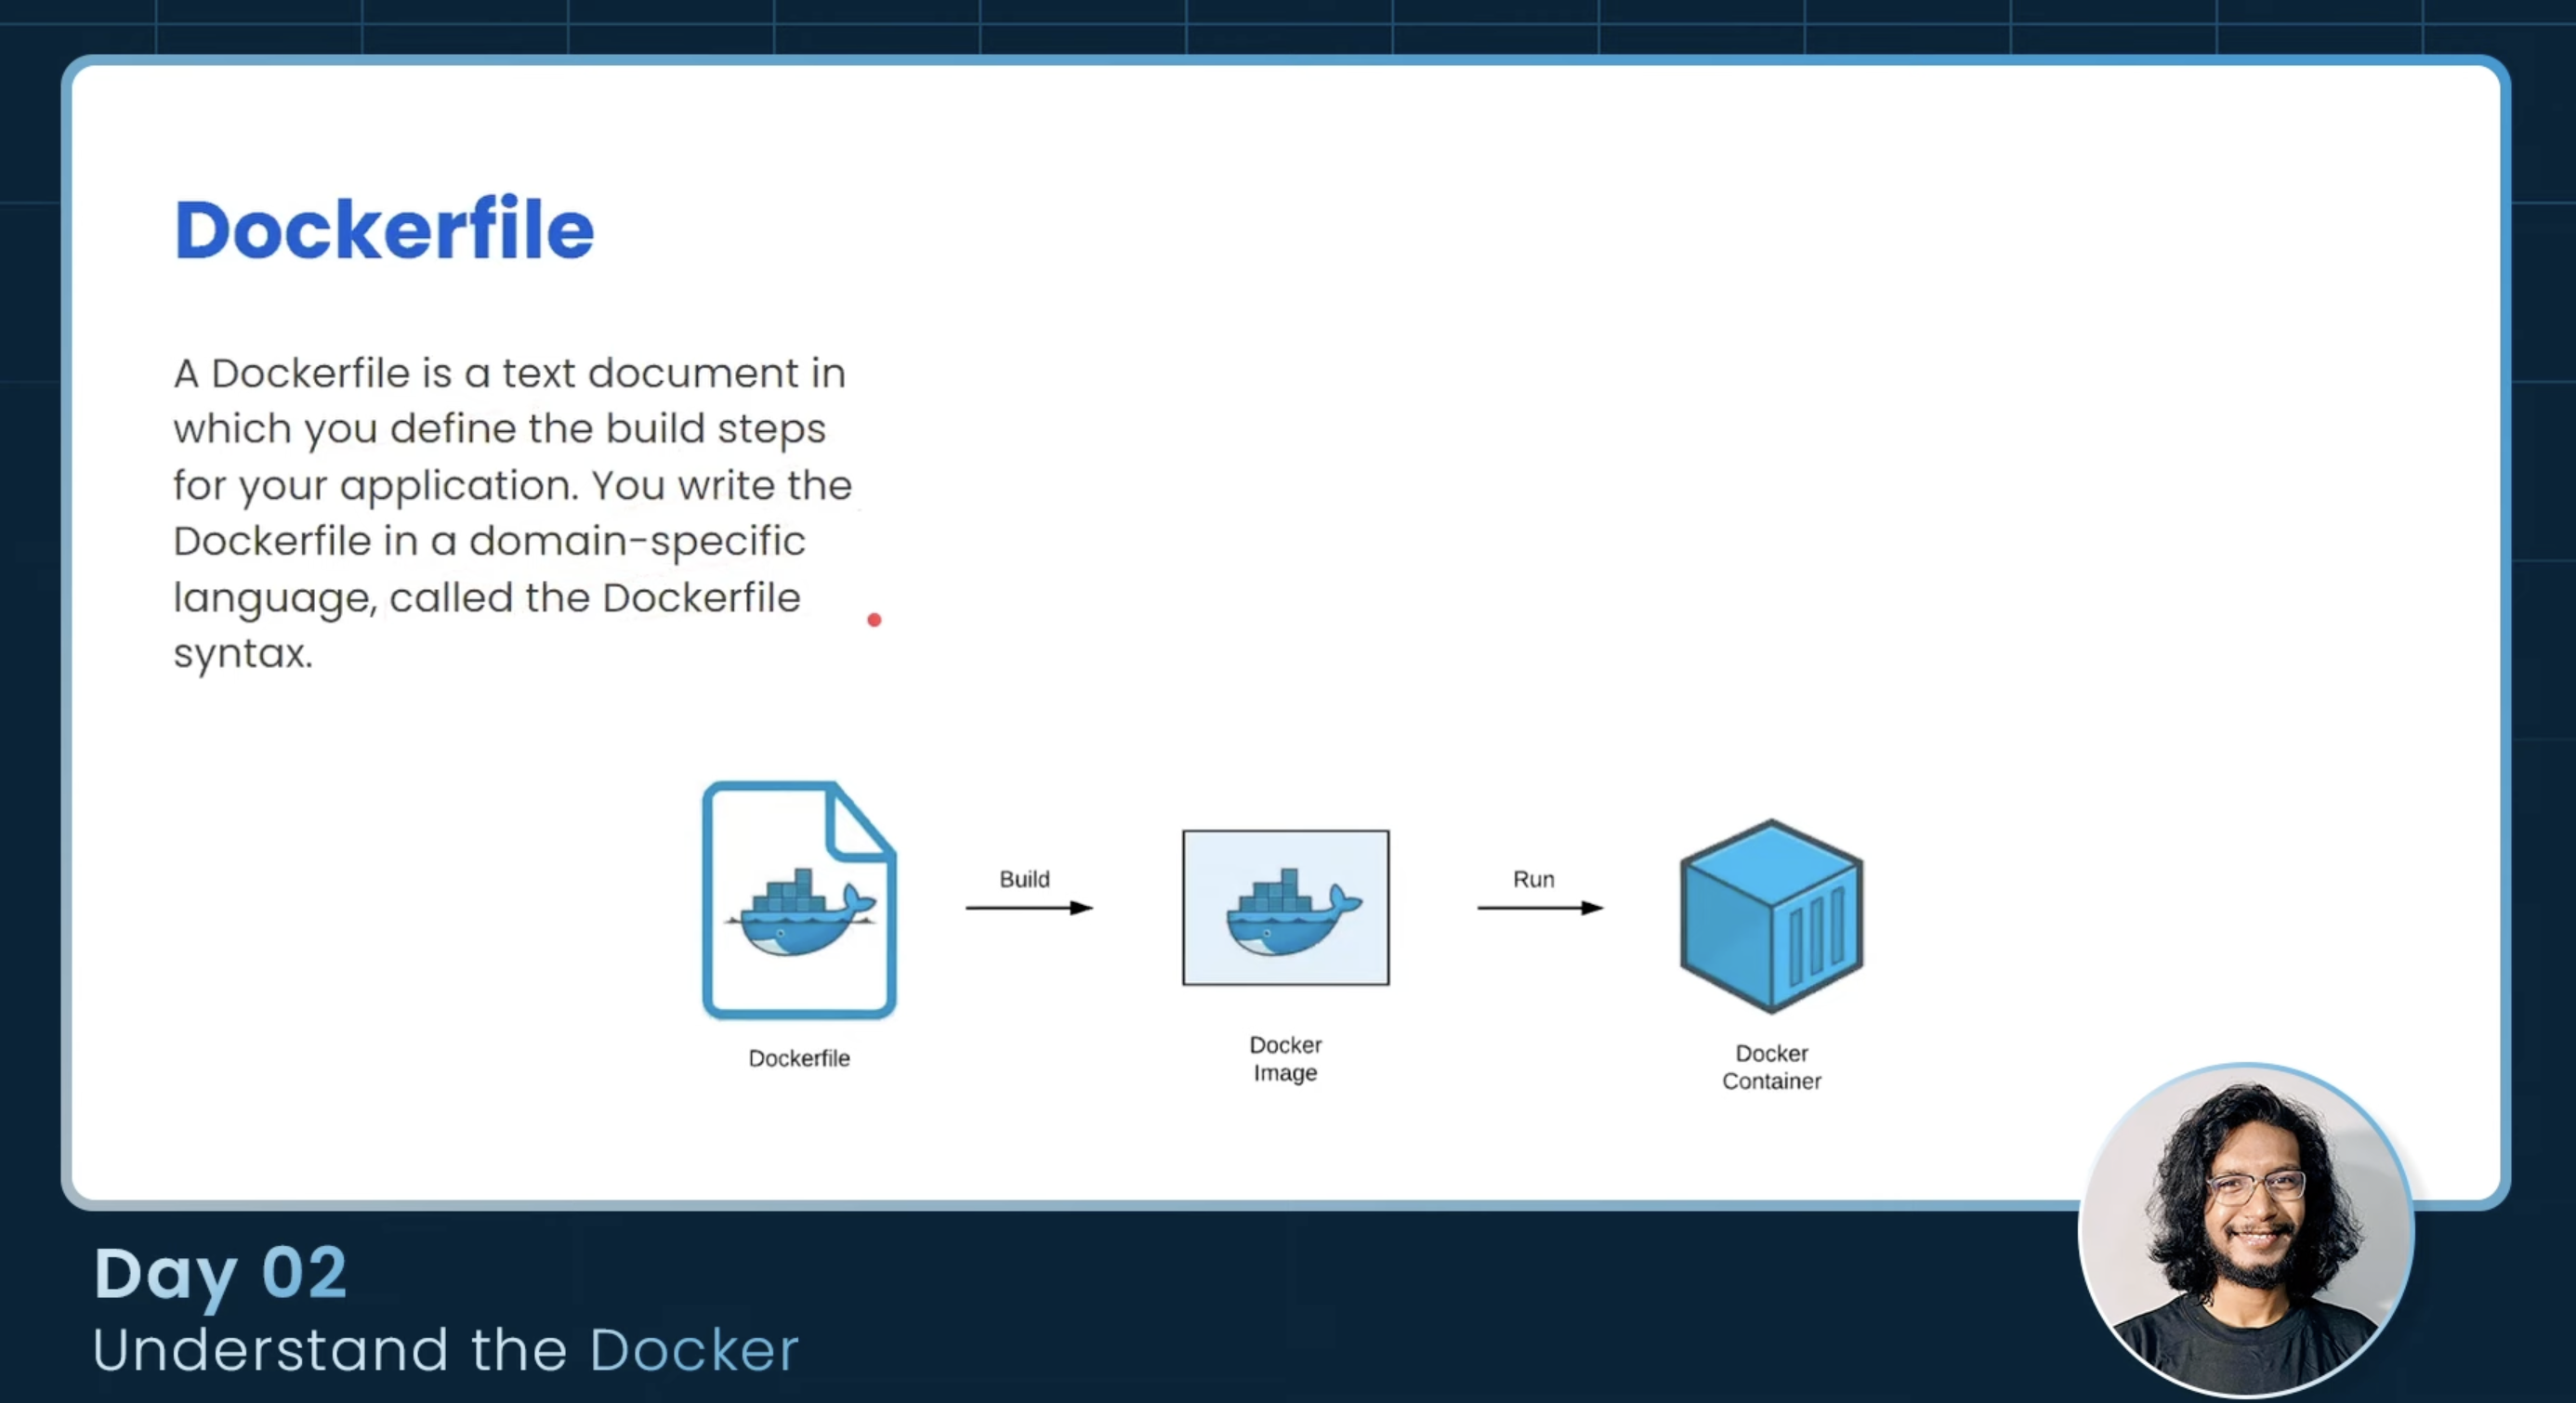 Dockerfile
A Dockerfile is a text document in
which you define the build steps
for your application. You write the
Dockerfile in a domain-specific
language, called the Dockerfile
syntax.
Build
Run
Dockerfile
Docker
Image
Docker
Container
Day 02
Understand the Docker